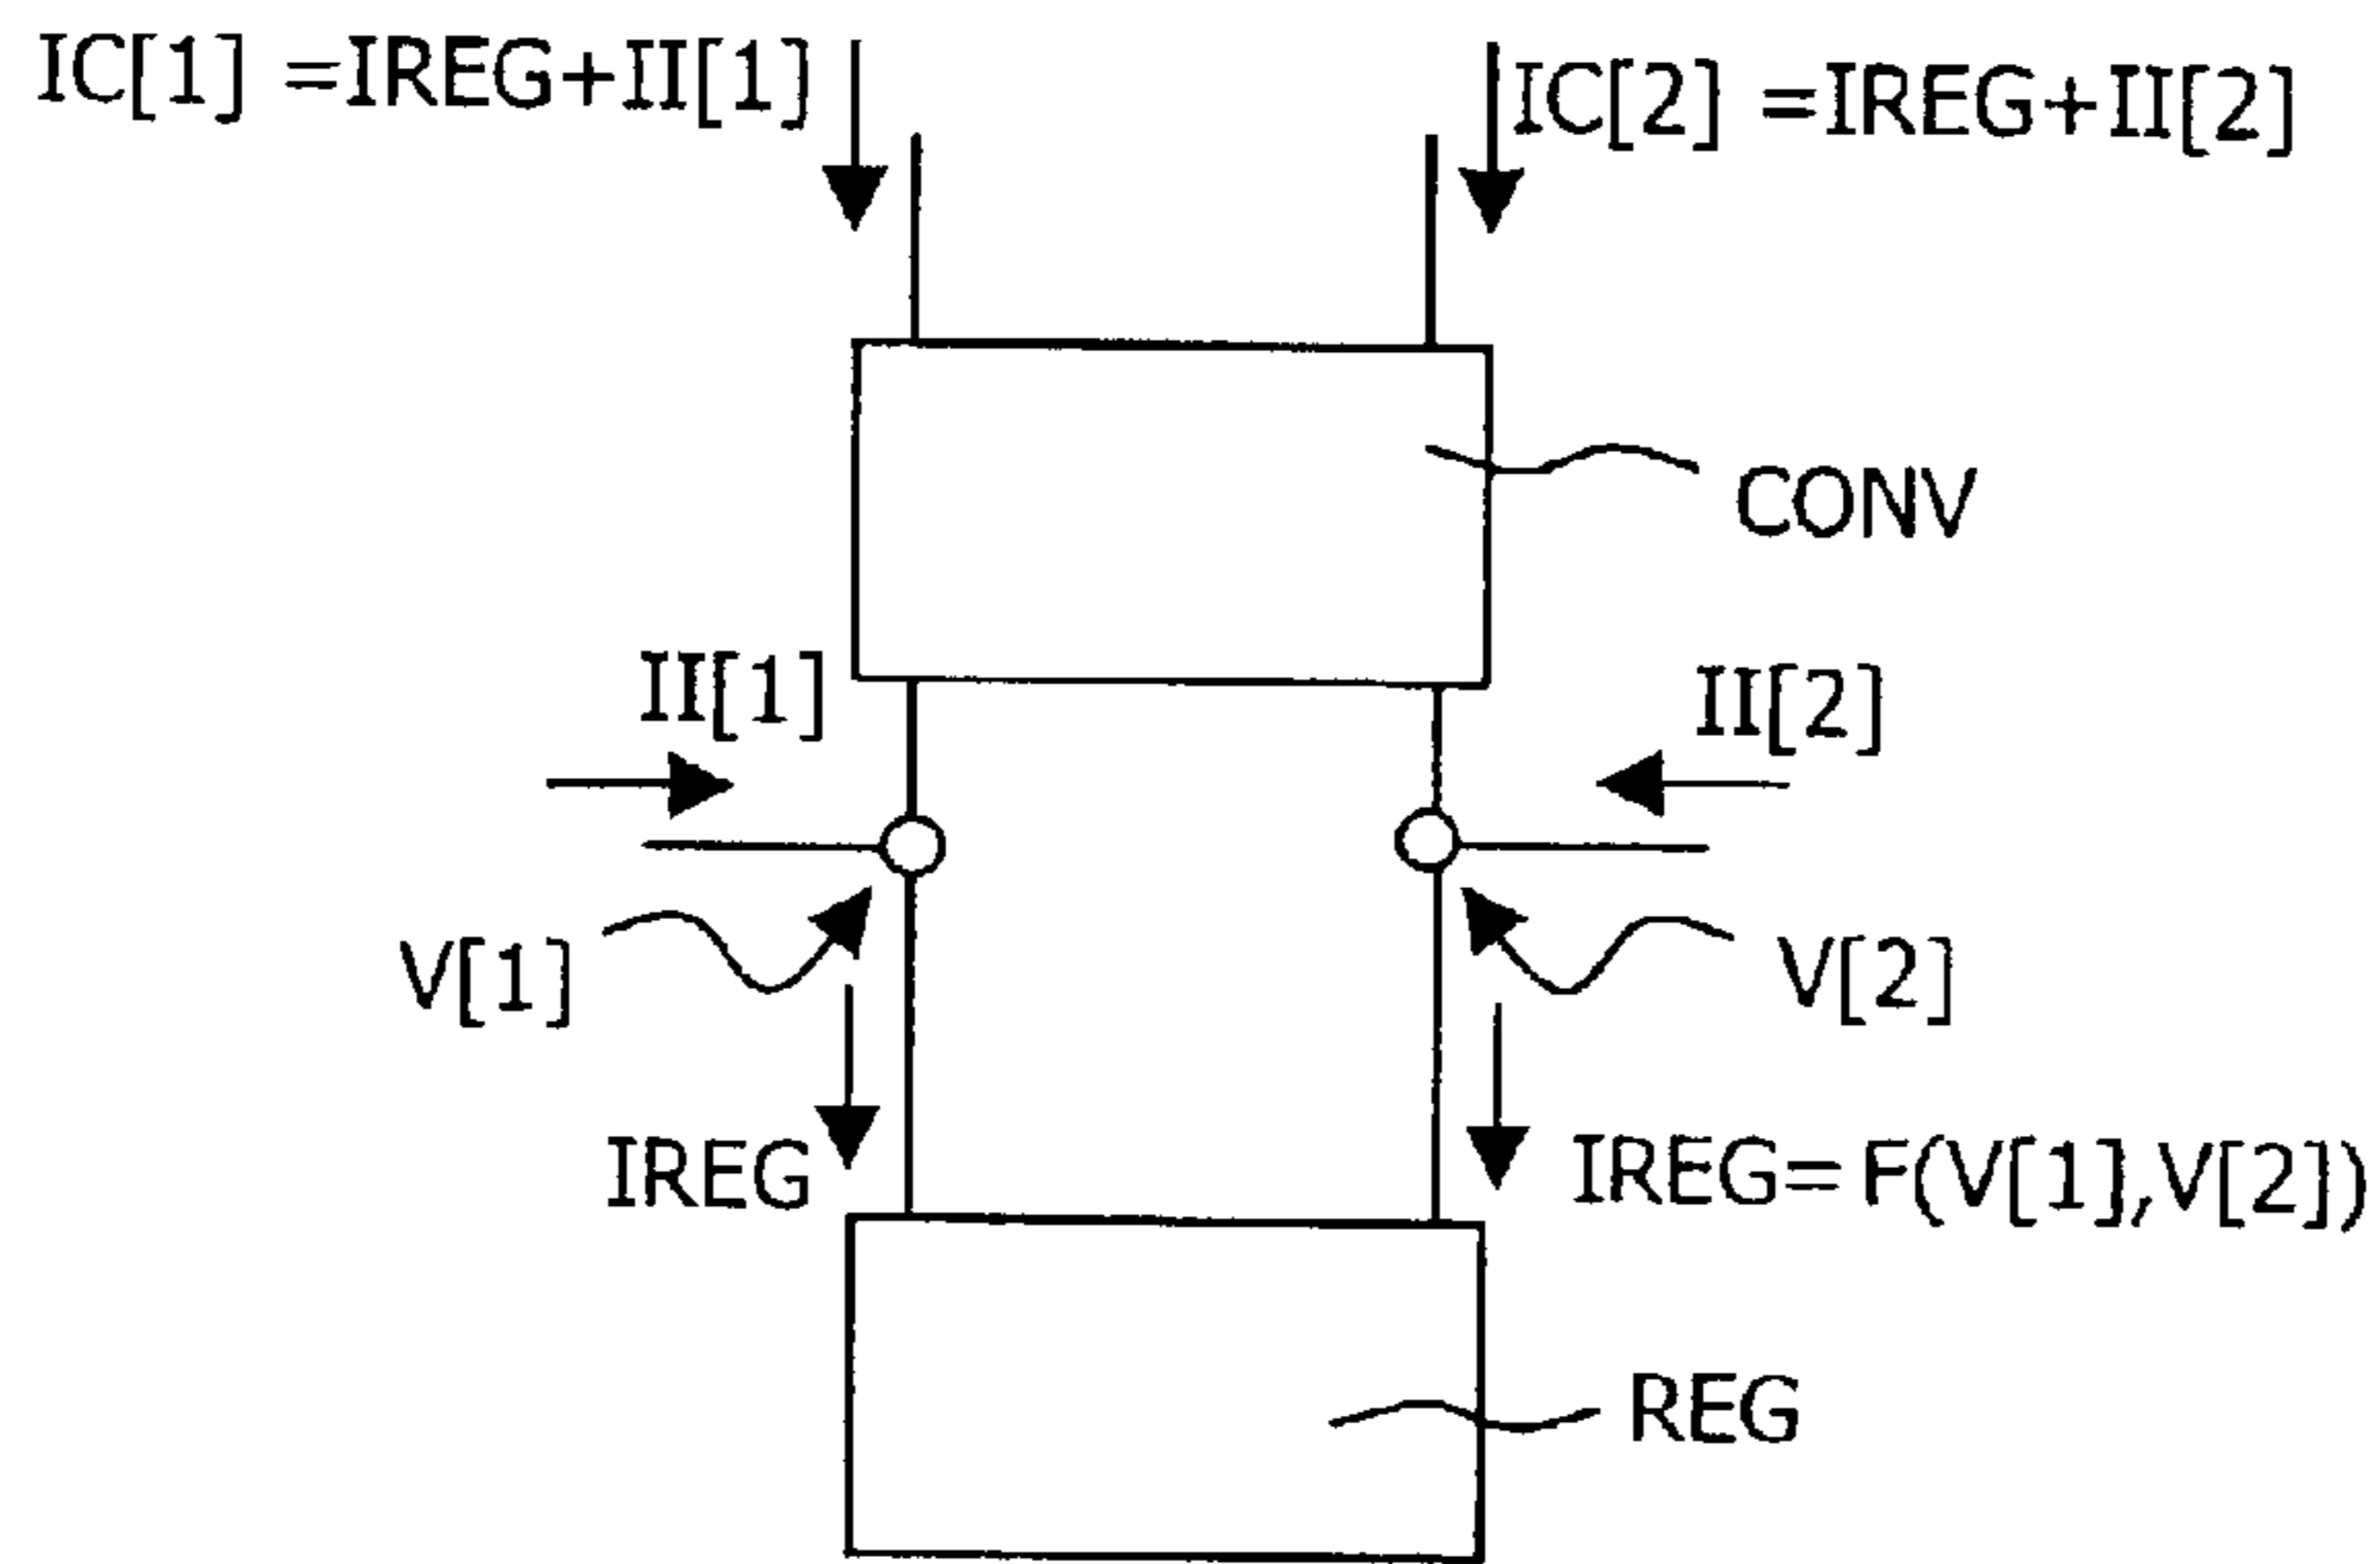 IC[1] =IREG+II[1]
IC[2] =IREG+II[2]
CONV
II[1]
II[2]
V[1]
V[2]
IREG
IREG= F(V[1],V[2])
REG